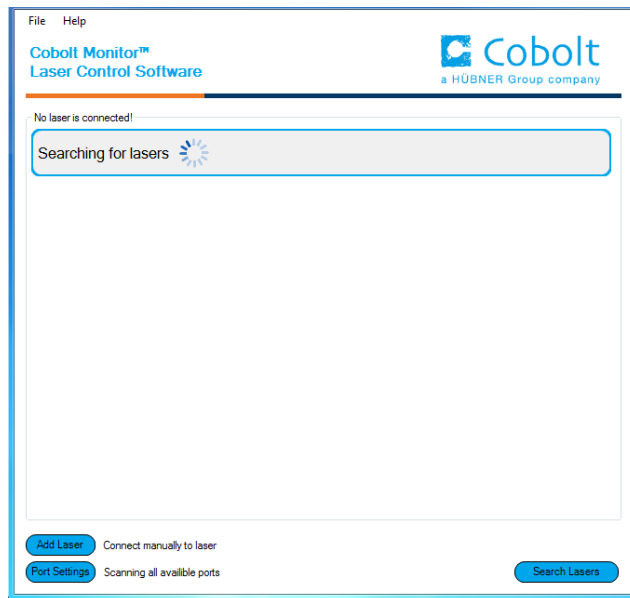 File Help
Cobolt Monitor™
Laser Control Software
Cobolt
a HÜBNER Group company
No laser is connected!
Searching for lasers
Add Laser Connect manually to laser
Port Settings Scanning all availible ports
Search Lasers